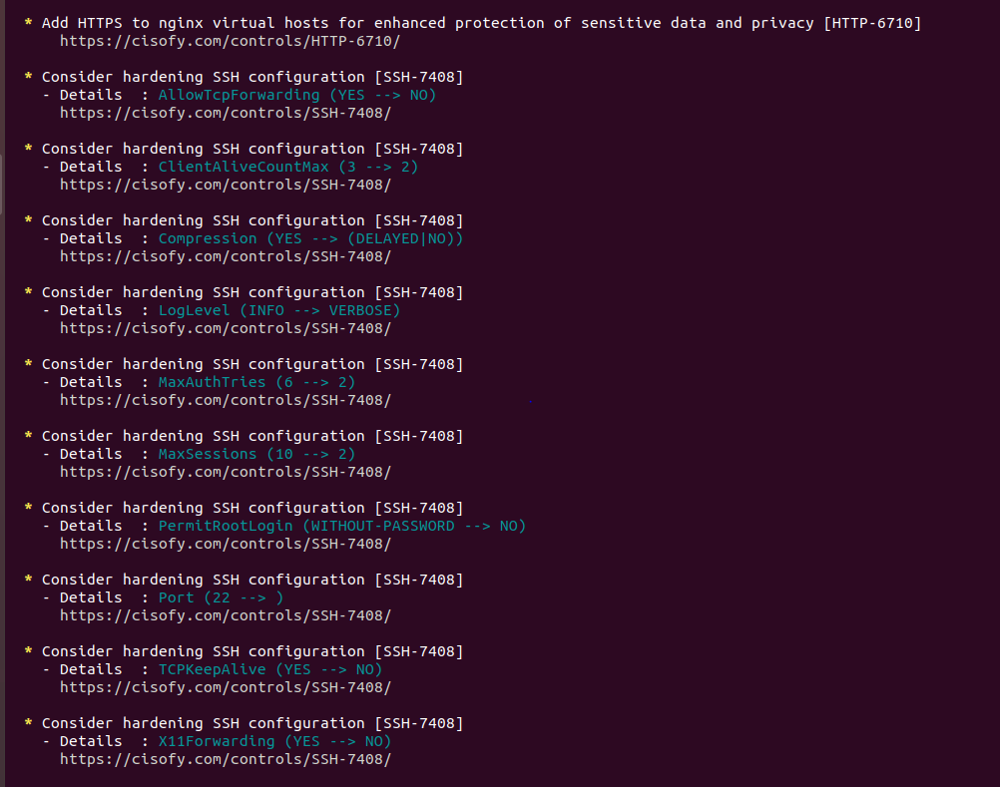 * Add HTTPS to nginx virtual hosts for enhanced protection of sensitive data and privacy [HTTP-6710]
https://cisofy.com/controls/HTTP-6710/
* Consider hardening SSH configuration [SSH-7408]
- Details  : AllowTcpForwarding (YES --> NO)
https://cisofy.com/controls/SSH-7408/
* Consider hardening SSH configuration [SSH-7408]
- Details  : ClientAliveCountMax (3 --> 2)
https://cisofy.com/controls/SSH-7408/
* Consider hardening SSH configuration [SSH-7408]
- Details  : Compression (YES --> (DELAYED|NO))
https://cisofy.com/controls/SSH-7408/
* Consider hardening SSH configuration [SSH-7408]
- Details  : LogLevel (INFO --> VERBOSE)
https://cisofy.com/controls/SSH-7408/
* Consider hardening SSH configuration [SSH-7408]
- Details  : MaxAuthTries (6 --> 2)
https://cisofy.com/controls/SSH-7408/
* Consider hardening SSH configuration [SSH-7408]
- Details  : MaxSessions (10 --> 2)
https://cisofy.com/controls/SSH-7408/
* Consider hardening SSH configuration [SSH-7408]
- Details  : PermitRootLogin (WITHOUT-PASSWORD --> NO)
https://cisofy.com/controls/SSH-7408/
* Consider hardening SSH configuration [SSH-7408]
- Details  : Port (22 --> )
https://cisofy.com/controls/SSH-7408/
* Consider hardening SSH configuration [SSH-7408]
- Details  : TCPKeepAlive (YES --> NO)
https://cisofy.com/controls/SSH-7408/
* Consider hardening SSH configuration [SSH-7408]
- Details  : X11Forwarding (YES --> NO)
https://cisofy.com/controls/SSH-7408/